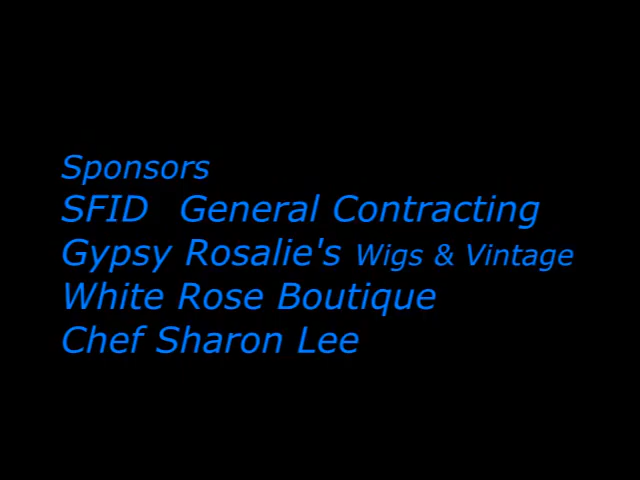 Sponsors
SFID General Contracting
Gypsy Rosalie's Wigs & Vintage
White Rose Boutique
Chef Sharon Lee